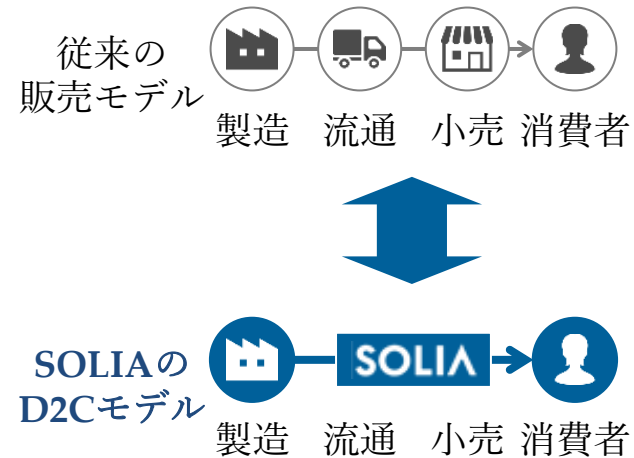 従来の
販売モデル
製造 流通 小売 消費者
SOLIAの
D2Cモデル
SOLIA
製造 流通 小売 消費者